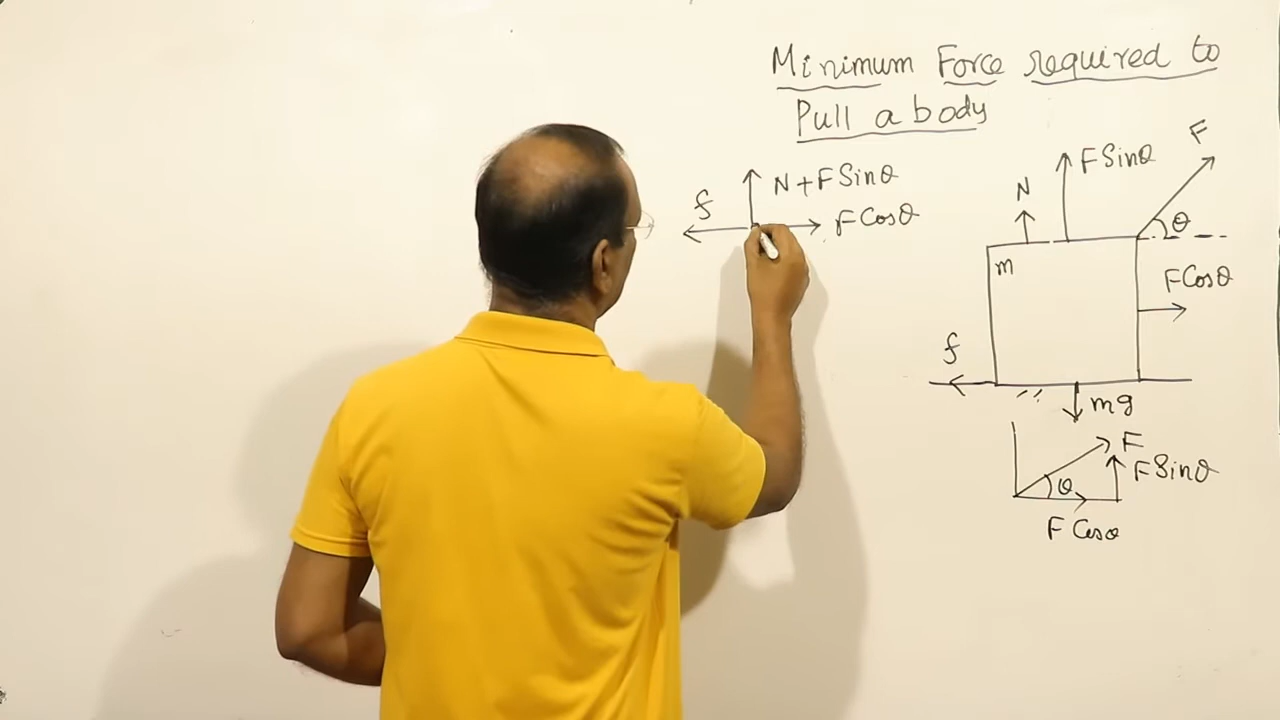 Minimum Force required to
Pull a body
f
N + F Sinθ
F Cosθ
N
F Sinθ
F
θ
m
F Cosθ
f
mg
F
θ
F Sinθ
F Cosθ